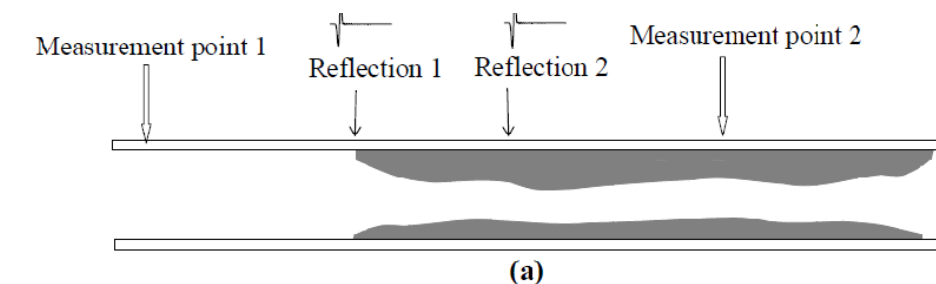 Measurement point 1
Reflection 1
Reflection 2
Measurement point 2
(a)